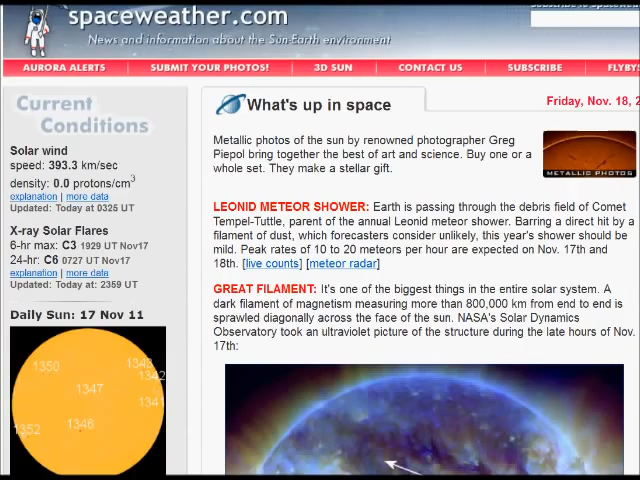 Subscribe to Spaceweather
spaceweather.com
News and information about the Sun-Earth environment
AURORA ALERTS SUBMIT YOUR PHOTOS! 3D SUN CONTACT US SUBSCRIBE FLYBYS
Current
Conditions
Solar wind
speed: 393.3 km/sec
density: 0.0 protons/cm3
explanation | more data
Updated: Today at 0325 UT
X-ray Solar Flares
6-hr max: C3 1929 UT Nov17
24-hr: C6 0727 UT Nov17
explanation | more data
Updated: Today at: 2359 UT
Daily Sun: 17 Nov 11
1350
1343
1342
1347
1341
1346
1352
What's up in space
Friday, Nov. 18, 2
Metallic photos of the sun by renowned photographer Greg
Piepol bring together the best of art and science. Buy one or a
whole set. They make a stellar gift.
METALLIC PHOTOS
LEONID METEOR SHOWER: Earth is passing through the debris field of Comet
Tempel-Tuttle, parent of the annual Leonid meteor shower. Barring a direct hit by a
filament of dust, which forecasters consider unlikely, this year's shower should be
mild. Peak rates of 10 to 20 meteors per hour are expected on Nov. 17th and
18th. [live counts] [meteor radar]
GREAT FILAMENT: It's one of the biggest things in the entire solar system. A
dark filament of magnetism measuring more than 800,000 km from end to end is
sprawled diagonally across the face of the sun. NASA's Solar Dynamics
Observatory took an ultraviolet picture of the structure during the late hours of Nov.
17th: